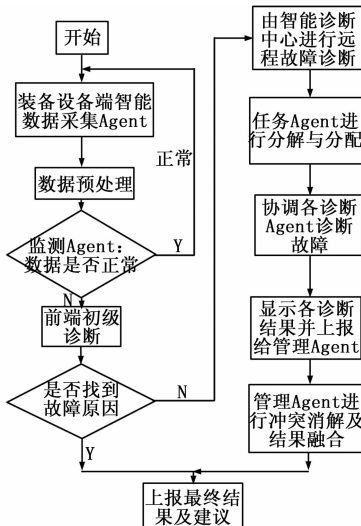 开始
装备设备端智能
数据采集Agent
正常
数据预处理
监测Agent:
数据是否正常
Y
N
前端初级
诊断
是否找到
故障原因
N
Y
由智能诊断
中心进行远
程故障诊断
任务Agent进
行分解与分配
协调各诊断
Agent诊断
故障
显示各诊断
结果并上报
给管理Agent
管理Agent进
行冲突消解及
结果融合
上报最终结
果及建议